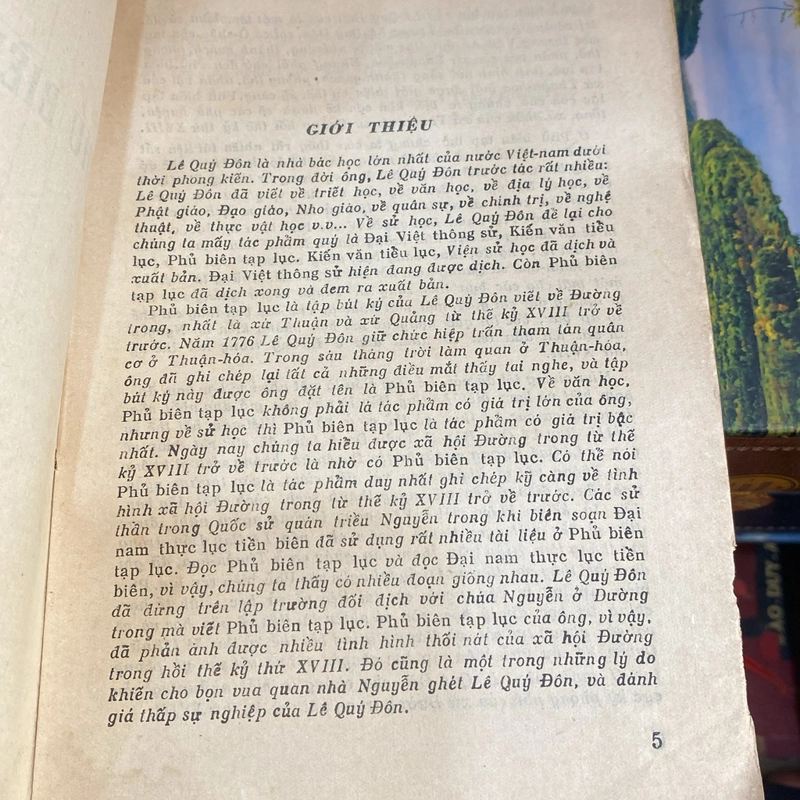 GIỚI THIỆU
Lê Quý Đôn là nhà bác học lớn nhất của nước Việt-nam dưới
thời phong kiến. Trong đời ông, Lê Quý Đôn trước tác rất nhiều:
Lê Quý Đôn đã viết về triết học, về văn học, về địa lý học, về
Phật giáo, Đạo giáo, Nho giáo, về quân sự, về chính trị, về nghệ
thuật, về thực vật học v.v... Về sử học, Lê Quý Đôn để lại cho
chúng ta mấy tác phẩm quý là Đại Việt thông sử, Kiến văn tiểu
lục, Phủ biên tạp lục. Kiến văn tiểu lục, Viện sử học đã dịch và
xuất bản. Đại Việt thông sử hiện đang được dịch. Còn Phủ biên
tạp lục đã dịch xong và đem ra xuất bản.
Phủ biên tạp lục là tập bút ký của Lê Quý Đôn viết về Đường
trong, nhất là xứ Thuận và xứ Quảng từ thế kỷ XVIII trở về
trước. Năm 1776 Lê Quý Đôn giữ chức hiệp trấn tham tán quân
cơ ở Thuận-hóa. Trong sáu tháng trời làm quan ở Thuận-hóa,
ông đã ghi chép lại tất cả những điều mắt thấy tai nghe, và tập
bút ký này được ông đặt tên là Phủ biên tạp lục. Về văn học,
Phủ biên tạp lục không phải là tác phẩm có giá trị lớn của ông,
nhưng về sử học thì Phủ biên tạp lục là tác phẩm có giá trị bậc
nhất. Ngày nay chúng ta hiểu được xã hội Đường trong từ thế
kỷ XVIII trở về trước là nhờ có Phủ biên tạp lục. Có thể nói
Phủ biên tạp lục là tác phẩm duy nhất ghi chép kỹ càng về tình
hình xã hội Đường trong từ thế kỷ XVIII trở về trước. Các sử
thần trong Quốc sử quán triều Nguyễn trong khi biên soạn Đại
nam thực lục tiền biên đã sử dụng rất nhiều tài liệu ở Phủ biên
tạp lục. Đọc Phủ biên tạp lục và đọc Đại nam thực lục tiền
biên, vì vậy, chúng ta thấy có nhiều đoạn giống nhau. Lê Quý Đôn
đã đứng trên lập trường đối địch với chúa Nguyễn ở Đường
trong mà viết Phủ biên tạp lục. Phủ biên tạp lục của ông, vì vậy,
đã phản ánh được nhiều tình hình thối nát của xã hội Đường
trong hồi thế kỷ thứ XVIII. Đó cũng là một trong những lý do
khiến cho bọn vua quan nhà Nguyễn ghét Lê Quý Đôn, và đánh
giá thấp sự nghiệp của Lê Quý Đôn.
5